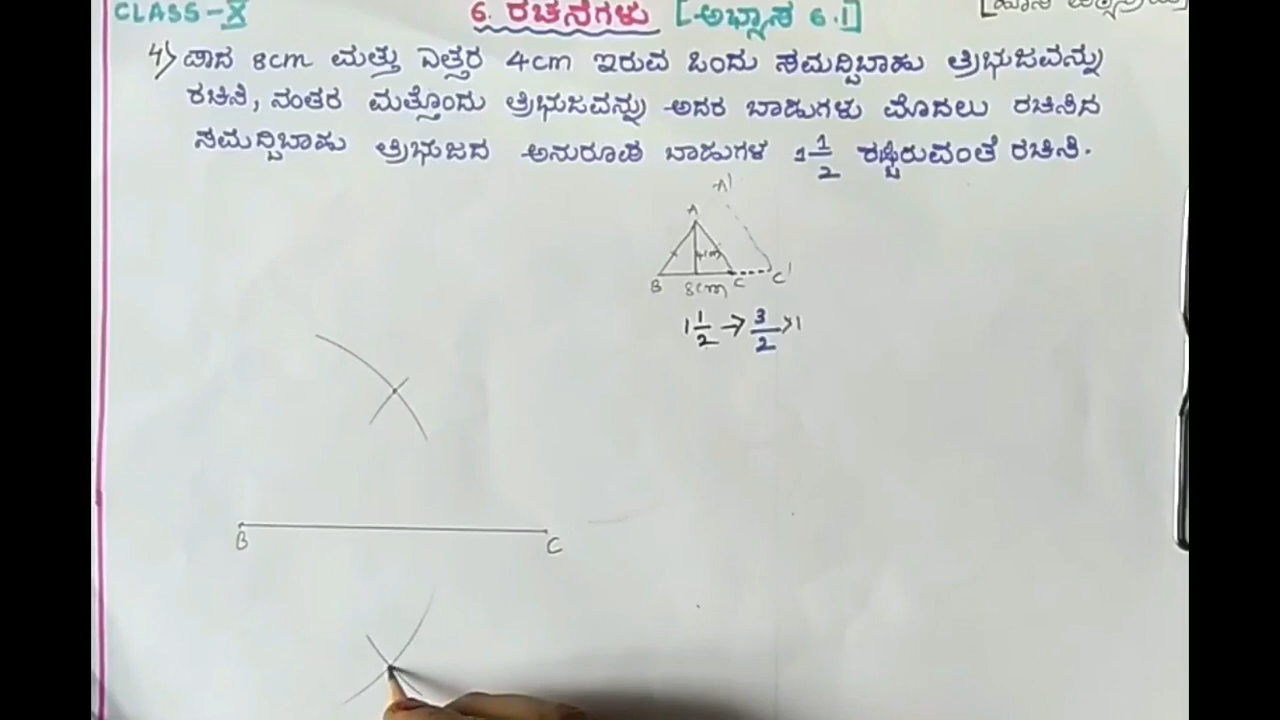 CLASS-X 6. ರಚನೆಗಳು [ಅಭ್ಯಾಸ 6.1]
4) ಪಾದ 8cm ಮತ್ತು ಎತ್ತರ 4cm ಇರುವ ಒಂದು ಸಮದ್ವಿಬಾಹು ತ್ರಿಭುಜವನ್ನು
ರಚಿಸಿ, ನಂತರ ಮತ್ತೊಂದು ತ್ರಿಭುಜವನ್ನು ಅದರ ಬಾಹುಗಳು ಮೊದಲು ರಚಿಸಿದ
ಸಮದ್ವಿಬಾಹು ತ್ರಿಭುಜದ ಅನುರೂಪ ಬಾಹುಗಳ 1 1/2 ರಷ್ಟಿರುವಂತೆ ರಚಿಸಿ.
A'
A
4cm
B 8cm C C'
1 1/2 → 3/2 > 1
B C